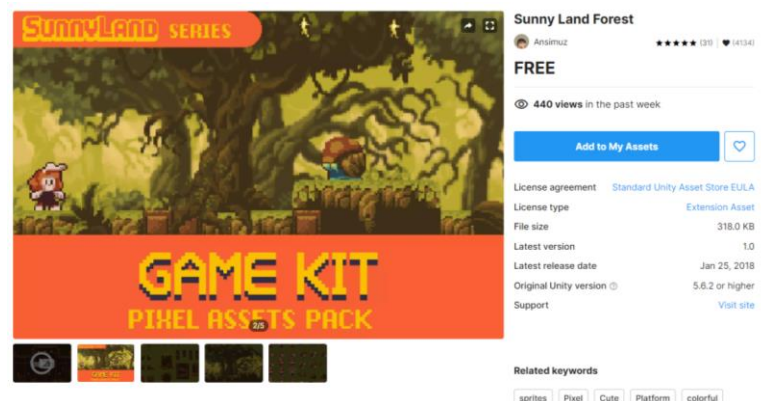 SUNNYLAND SERIES
GAME KIT
PIXEL ASSETS PACK
2/5
Sunny Land Forest
Ansimuz
★★★★★ (31) | ♥ (4134)
FREE
440 views in the past week
Add to My Assets
License agreement Standard Unity Asset Store EULA
License type Extension Asset
File size 318.0 KB
Latest version 1.0
Latest release date Jan 25, 2018
Original Unity version 5.6.2 or higher
Support Visit site
Related keywords
sprites Pixel Cute Platform colorful